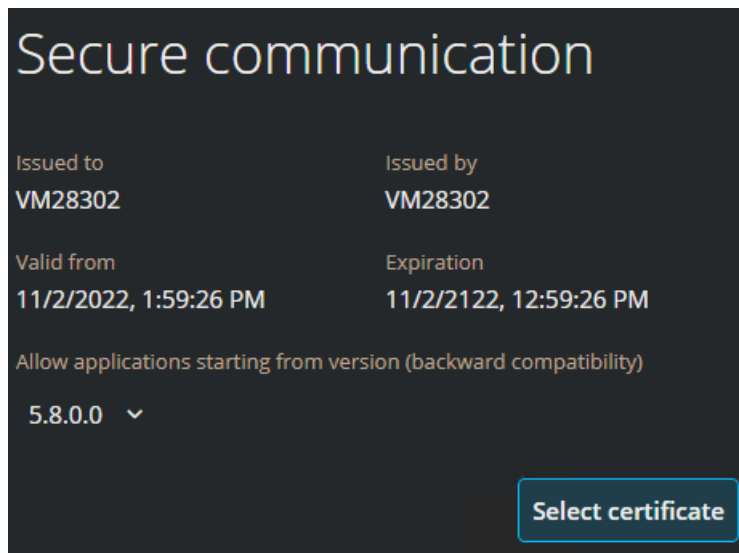 Secure communication
Issued to
Issued by
VM28302
VM28302
Valid from
Expiration
11/2/2022, 1:59:26 PM
11/2/2122, 12:59:26 PM
Allow applications starting from version (backward compatibility)
5.8.0.0
Select certificate